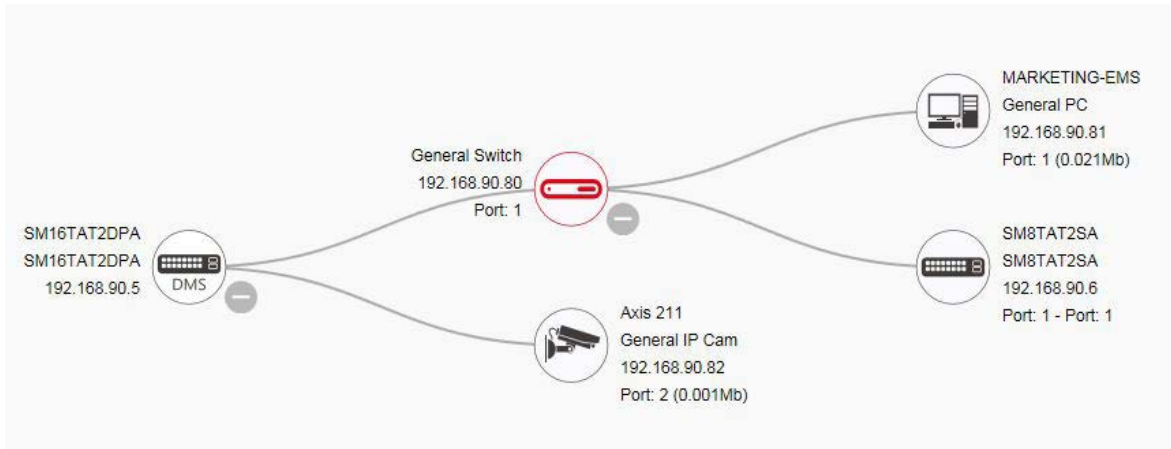 MARKETING-EMS
General PC
192.168.90.81
Port: 1 (0.021Mb)
General Switch
192.168.90.80
Port: 1
SM16TAT2DPA
SM16TAT2DPA
192.168.90.5
DMS
SM8TAT2SA
SM8TAT2SA
192.168.90.6
Port: 1 - Port: 1
Axis 211
General IP Cam
192.168.90.82
Port: 2 (0.001Mb)